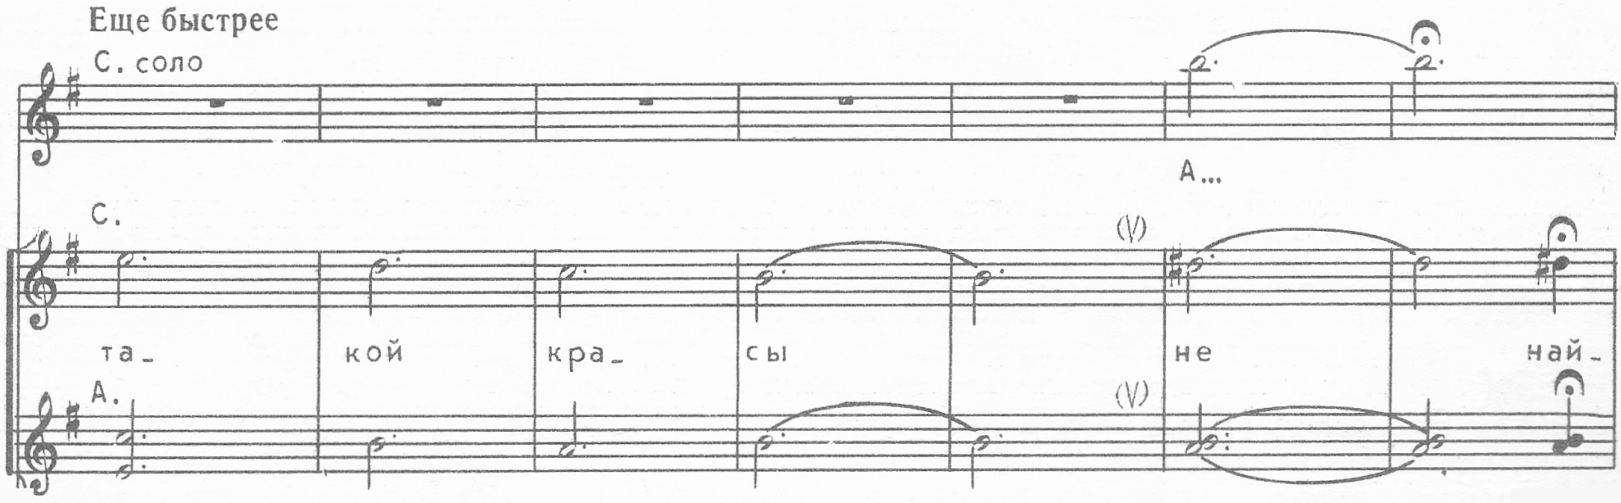 Еще быстрее
С. соло
А...
С.
(V)
та_ кой кра_ сы не най_
А.
(V)